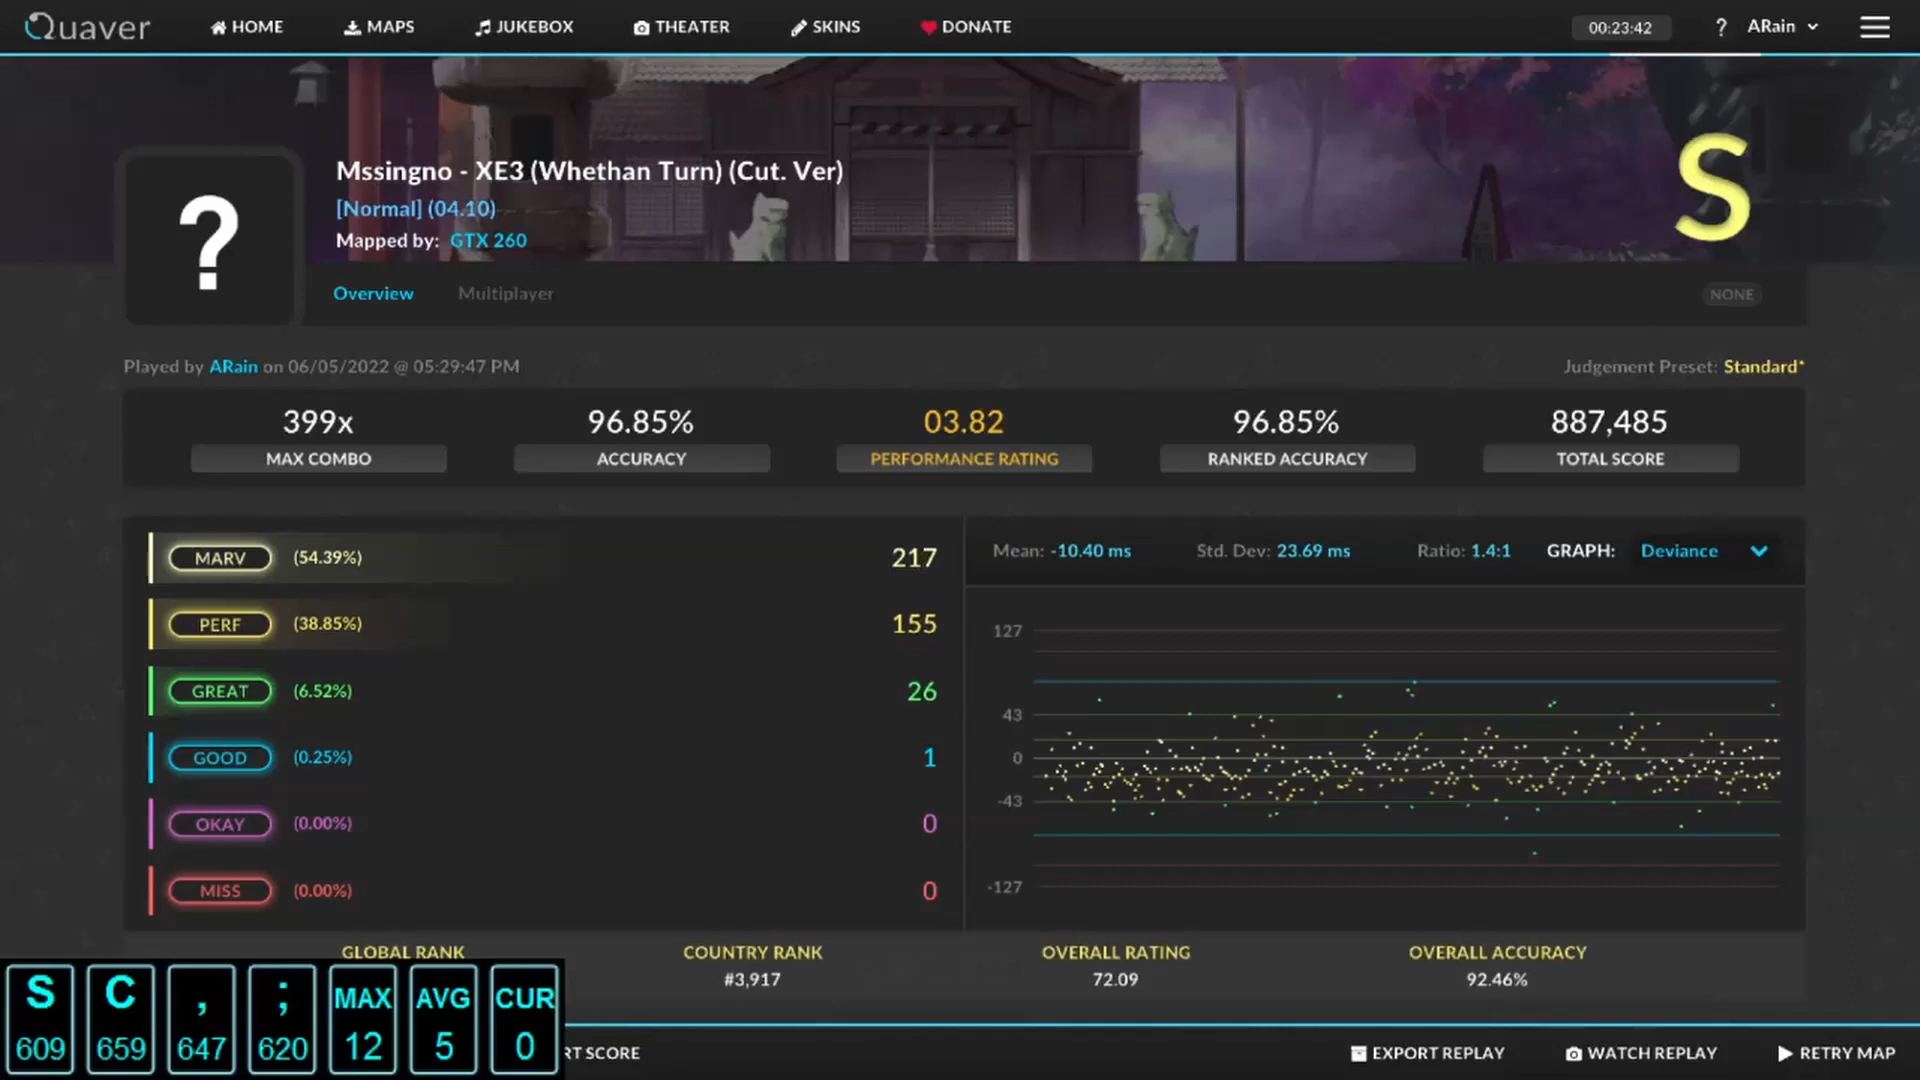 Quaver
HOME
MAPS
JUKEBOX
THEATER
SKINS
DONATE
00:23:42
?
ARain
?
Mssingno - XE3 (Whethan Turn) (Cut. Ver)
[Normal] (04.10)
Mapped by: GTX 260
S
Overview
Multiplayer
NONE
Played by ARain on 06/05/2022 @ 05:29:47 PM
Judgement Preset: Standard*
399x
MAX COMBO
96.85%
ACCURACY
03.82
PERFORMANCE RATING
96.85%
RANKED ACCURACY
887,485
TOTAL SCORE
MARV (54.39%) 217
PERF (38.85%) 155
GREAT (6.52%) 26
GOOD (0.25%) 1
OKAY (0.00%) 0
MISS (0.00%) 0
Mean: -10.40 ms
Std. Dev: 23.69 ms
Ratio: 1.4:1
GRAPH: Deviance
127
43
0
-43
-127
GLOBAL RANK
COUNTRY RANK
#3,917
OVERALL RATING
72.09
OVERALL ACCURACY
92.46%
S
609
C
659
,
647
;
620
MAX
12
AVG
5
CUR
0
RT SCORE
EXPORT REPLAY
WATCH REPLAY
RETRY MAP